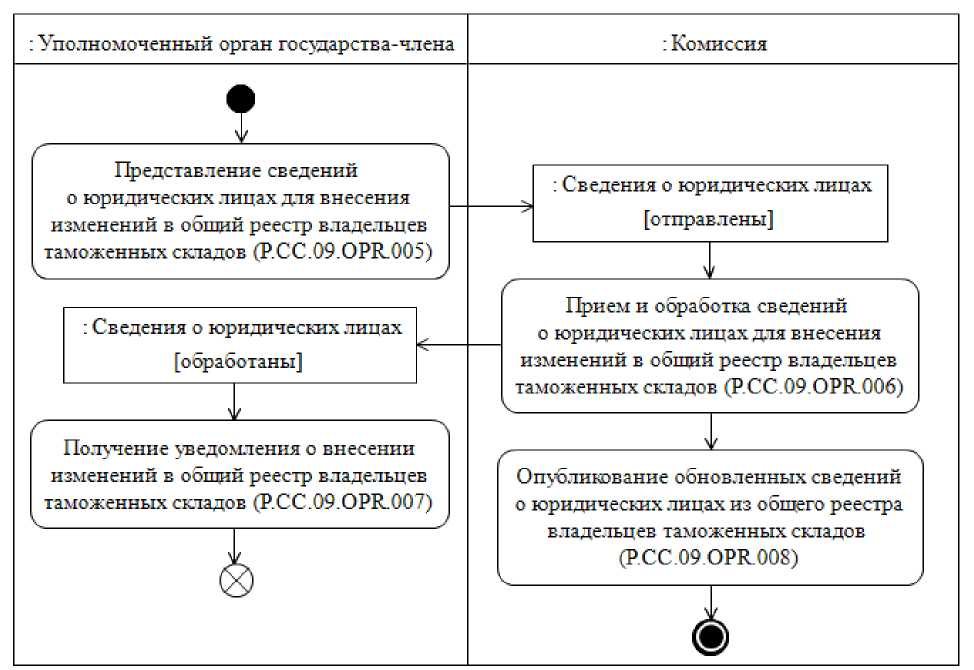 : Уполномоченный орган государства-члена
: Комиссия
Представление сведений
о юридических лицах для внесения
изменений в общий реестр владельцев
таможенных складов (P.CC.09.OPR.005)
: Сведения о юридических лицах
[отправлены]
Прием и обработка сведений
о юридических лицах для внесения
изменений в общий реестр владельцев
таможенных складов (P.CC.09.OPR.006)
: Сведения о юридических лицах
[обработаны]
Получение уведомления о внесении
изменений в общий реестр владельцев
таможенных складов (P.CC.09.OPR.007)
Опубликование обновленных сведений
о юридических лицах из общего реестра
владельцев таможенных складов
(P.CC.09.OPR.008)